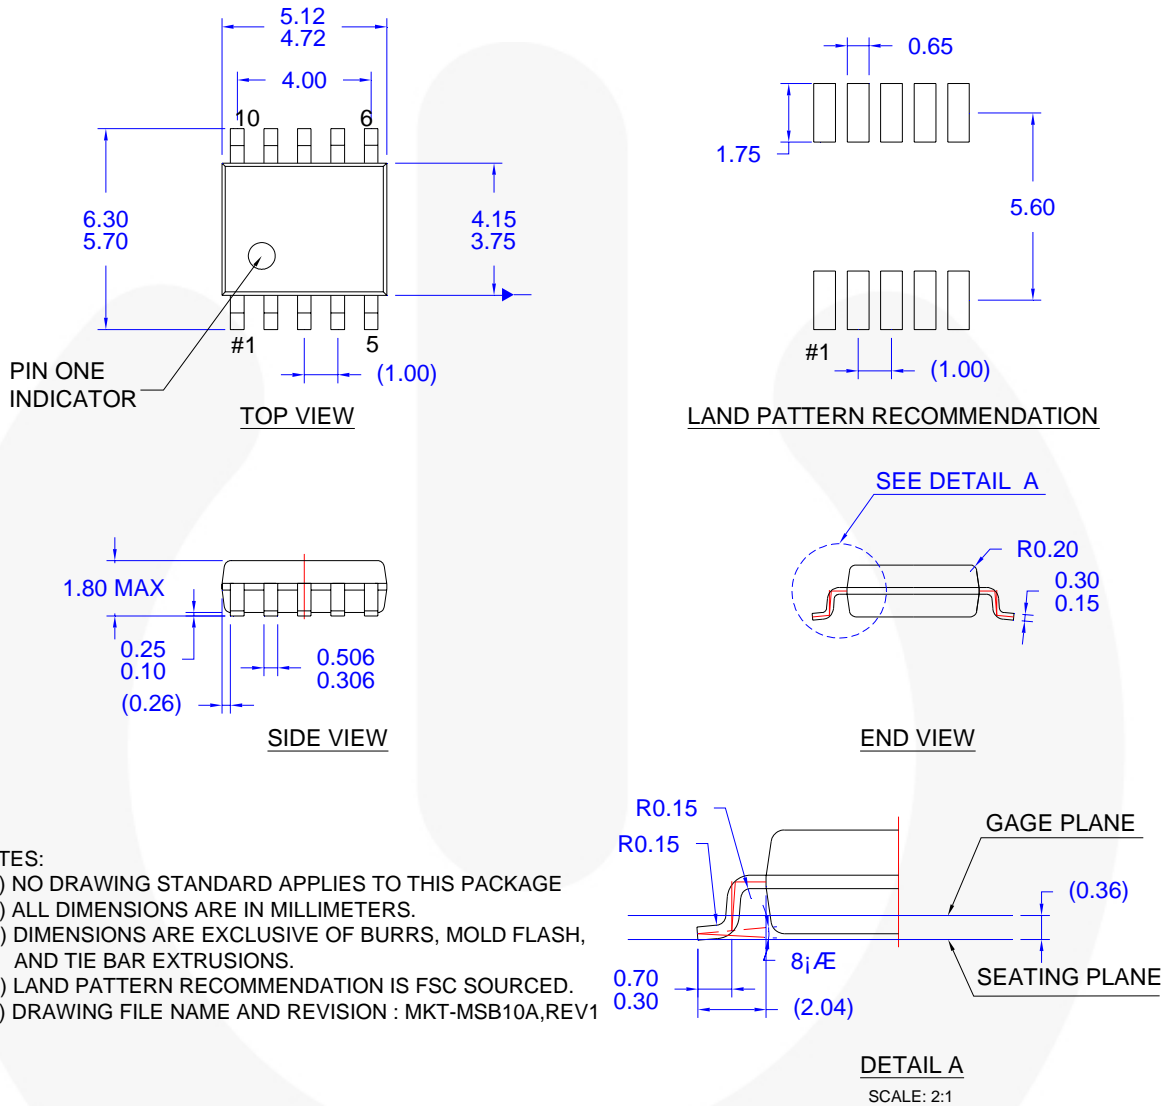 5.12
4.72
4.00
10
6
6.30
5.70
4.15
3.75
#1
5
(1.00)
PIN ONE
INDICATOR
TOP VIEW
0.65
1.75
5.60
#1
(1.00)
LAND PATTERN RECOMMENDATION
1.80 MAX
0.25
0.10
(0.26)
0.506
0.306
SIDE VIEW
SEE DETAIL A
R0.20
0.30
0.15
END VIEW
TES:
) NO DRAWING STANDARD APPLIES TO THIS PACKAGE
) ALL DIMENSIONS ARE IN MILLIMETERS.
) DIMENSIONS ARE EXCLUSIVE OF BURRS, MOLD FLASH,
AND TIE BAR EXTRUSIONS.
) LAND PATTERN RECOMMENDATION IS FSC SOURCED.
) DRAWING FILE NAME AND REVISION : MKT-MSB10A,REV1
R0.15
R0.15
GAGE PLANE
(0.36)
8¡Æ
SEATING PLANE
0.70
0.30
(2.04)
DETAIL A
SCALE: 2:1